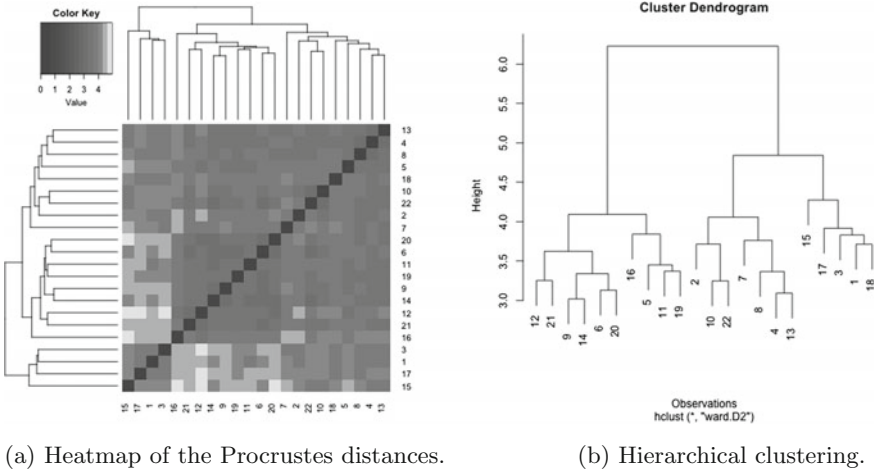 Color Key
0 1 2 3 4
Value
13
4
8
5
18
10
22
2
7
20
6
11
19
9
14
12
21
16
3
1
17
15
15 17 1 3 16 21 12 14 9 19 11 6 20 7 2 22 10 18 5 8 4 13
(a) Heatmap of the Procrustes distances.
Cluster Dendrogram
Height
6.0
5.5
5.0
4.5
4.0
3.5
3.0
12 21 9 14 6 20 16 5 11 19 2 10 22 7 8 4 13 15 17 3 1 18
Observations
hclust (*, "ward.D2")
(b) Hierarchical clustering.